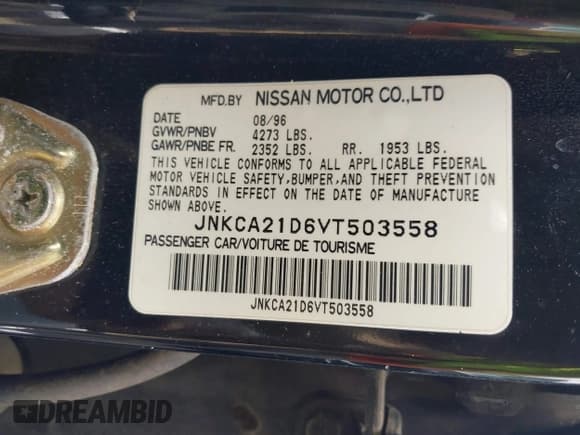 MFD.BY NISSAN MOTOR CO.,LTD
DATE 08/96
GVWR/PNBV 4273 LBS.
GAWR/PNBE FR. 2352 LBS. RR. 1953 LBS.
THIS VEHICLE CONFORMS TO ALL APPLICABLE FEDERAL
MOTOR VEHICLE SAFETY,BUMPER,AND THEFT PREVENTION
STANDARDS IN EFFECT ON THE DATE OF MANUFACTURE
SHOWN ABOVE.
JNKCA21D6VT503558
PASSENGER CAR/VOITURE DE TOURISME
JNKCA21D6VT503558
DREAMBID